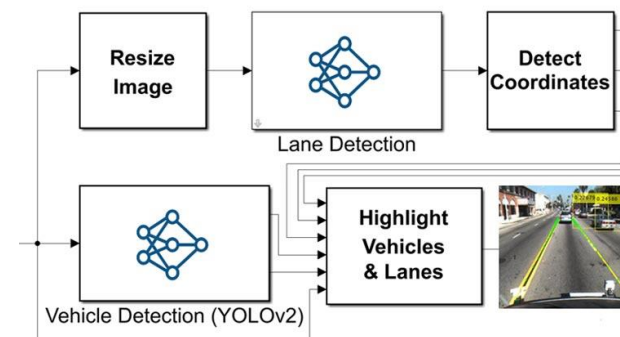 Resize
Image
Lane Detection
Detect
Coordinates
Vehicle Detection (YOLOv2)
Highlight
Vehicles
& Lanes